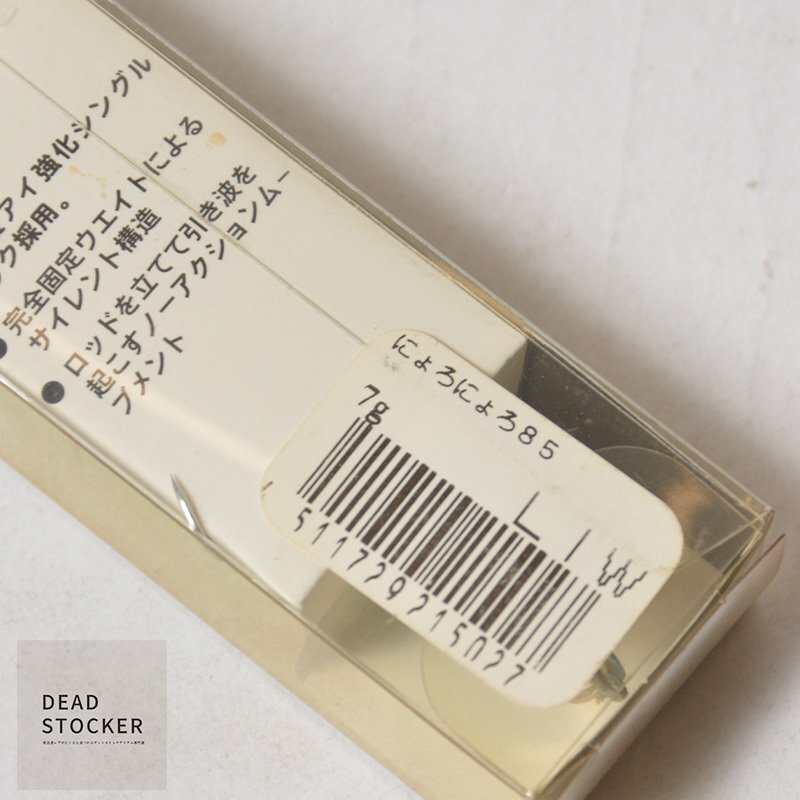 アイ強化シングル
ク採用。
● 完全固定ウエイトによる
サイレント構造
● ロッドを立てて引き波を
起こすノーアクションムー
ブメント
にょろにょろ85
7g
L I W
511729215027
DEAD
STOCKER